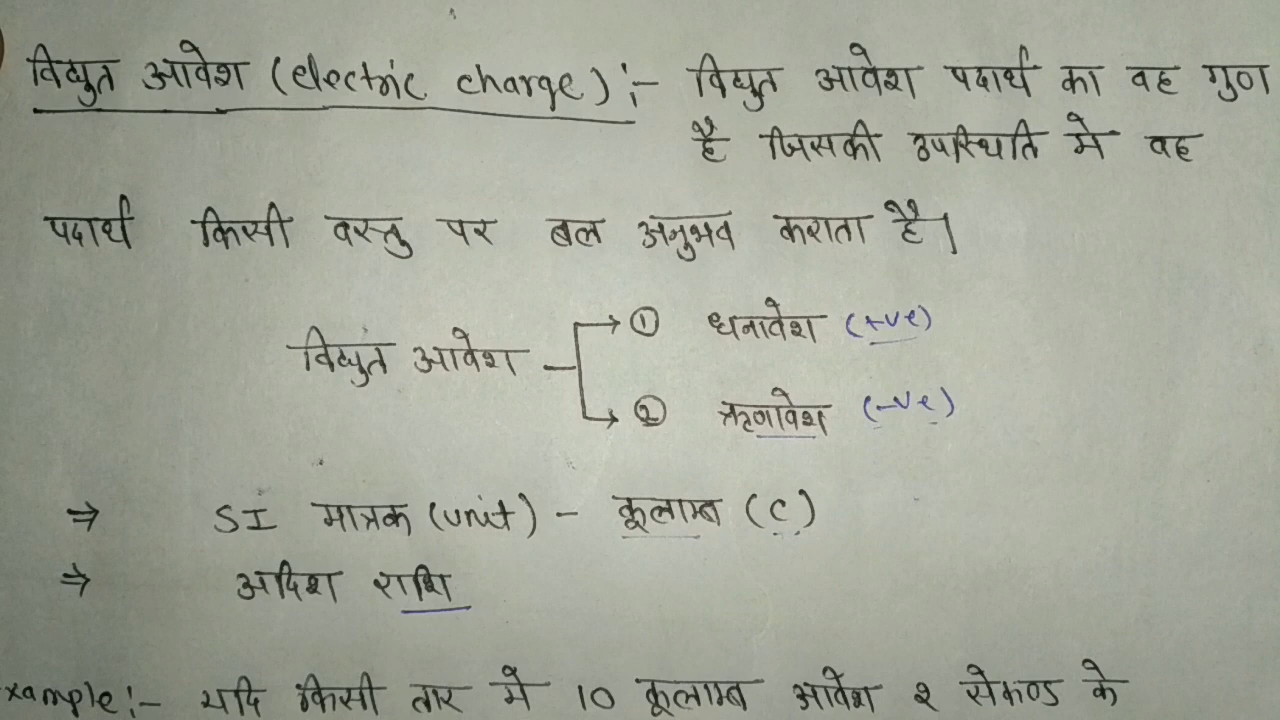 विद्युत आवेश (electric charge) :- विद्युत आवेश पदार्थ का वह गुण
है जिसकी उपस्थिति मे वह
पदार्थ किसी वस्तु पर बल अनुभव कराता है।
विद्युत आवेश
① धनावेश (+ve)
② ऋणावेश (-ve)
⇒ SI मात्रक (unit) - कूलाम्ब (C)
⇒ अदिश राशि
xample:- यदि किसी तार मे 10 कूलाम्ब आवेश 2 सेकण्ड के